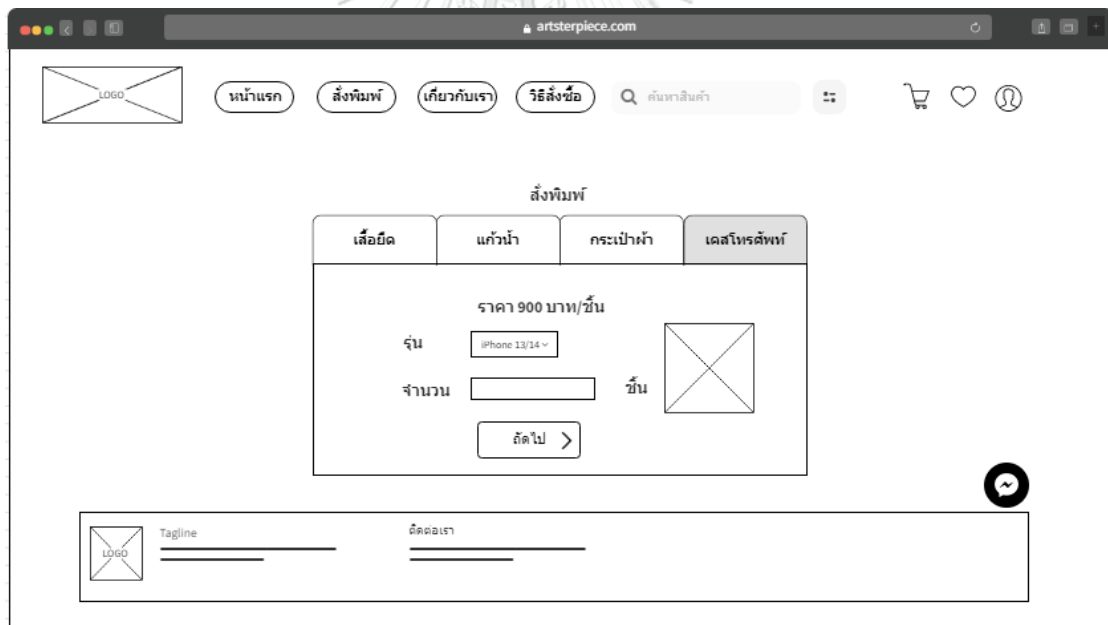 artsterpiece.com
LOGO
หน้าแรก
สั่งพิมพ์
เกี่ยวกับเรา
วิธีสั่งซื้อ
ค้นหาสินค้า
สั่งพิมพ์
เสื้อยืด
แก้วน้ำ
กระเป๋าผ้า
เคสโทรศัพท์
ราคา 900 บาท/ชิ้น
รุ่น
iPhone 13/14
จำนวน
ชิ้น
ถัดไป
LOGO
Tagline
ติดต่อเรา